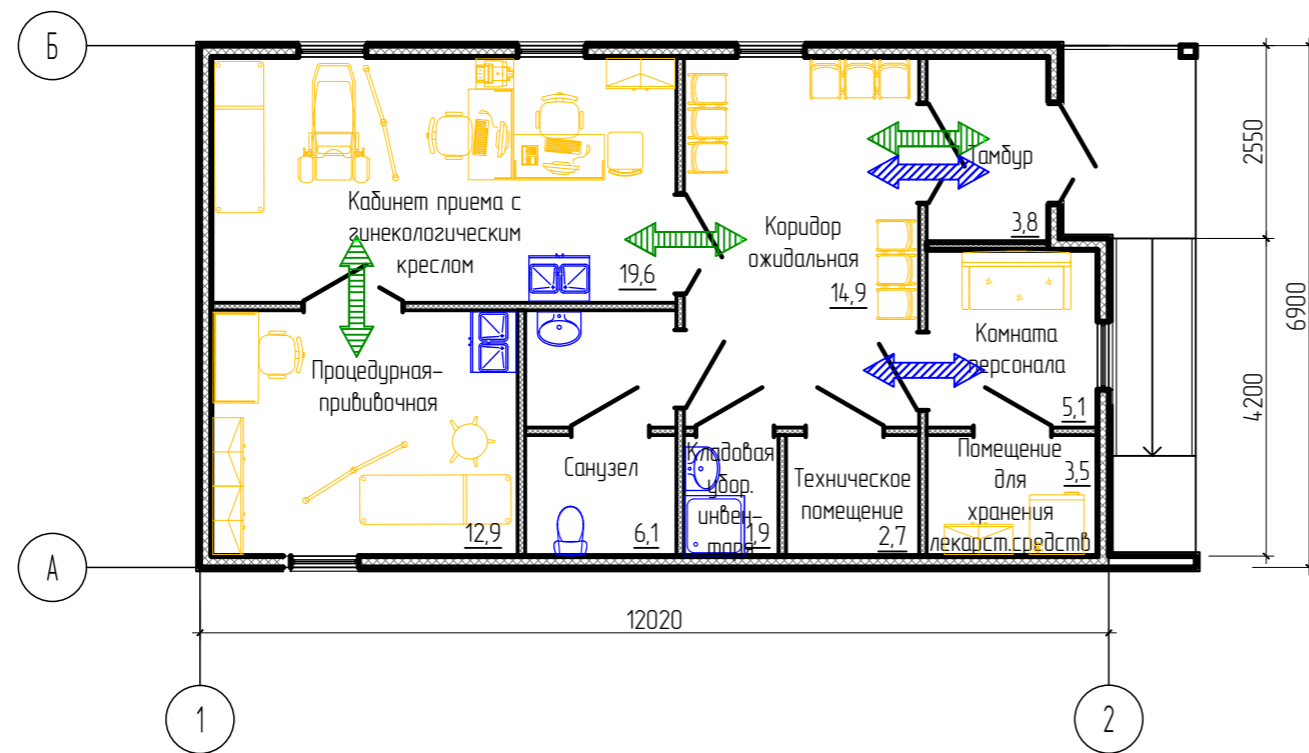 Б
Кабинет приема с
гинекологическим
креслом
19,6
Коридор
ожидальная
14,9
Тамбур
3,8
2550
6900
4200
Комната
персонала
5,1
Процедурная-
прививочная
12,9
Санузел
6,1
Кладовая
убор.
инвен-
таря
1,9
Техническое
помещение
2,7
Помещение
для
хранения
лекарст.средств
3,5
А
12020
1
2